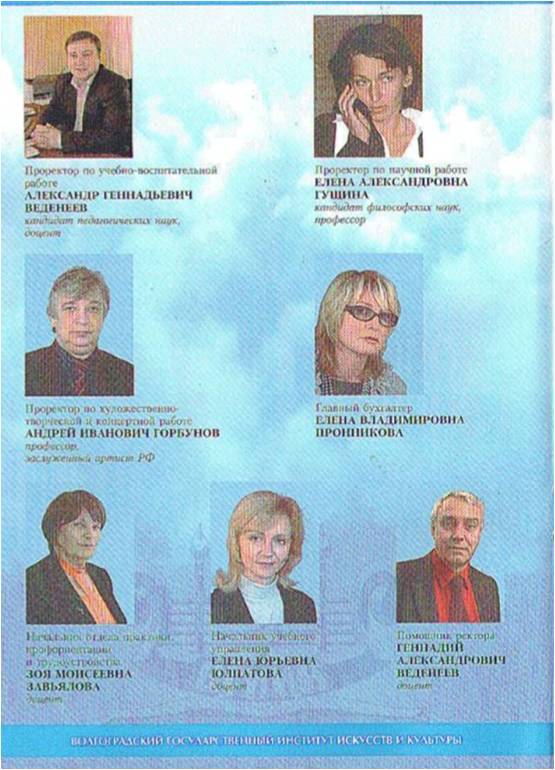 Проректор по учебно-воспитательной
работе
АЛЕКСАНДР ГЕННАДЬЕВИЧ
ВЕДЕНЕЕВ
кандидат педагогических наук,
доцент
Проректор по научной работе
ЕЛЕНА АЛЕКСАНДРОВНА
ГУЩИНА
кандидат философских наук,
профессор
Проректор по художественно-
творческой и концертной работе
АНДРЕЙ ИВАНОВИЧ ГОРБУНОВ
профессор,
заслуженный артист РФ
Главный бухгалтер
ЕЛЕНА ВЛАДИМИРОВНА
ПРОННИКОВА
Начальник отдела практики,
профориентации
и трудоустройства
ЗОЯ МОИСЕЕВНА
ЗАВЬЯЛОВА
доцент
Начальник учебного
управления
ЕЛЕНА ЮРЬЕВНА
ЮЛПАТОВА
доцент
Помощник ректора
ГЕННАДИЙ
АЛЕКСАНДРОВИЧ
ВЕДЕНЕЕВ
доцент
ВОЛГОГРАДСКИЙ ГОСУДАРСТВЕННЫЙ ИНСТИТУТ ИСКУССТВ И КУЛЬТУРЫ